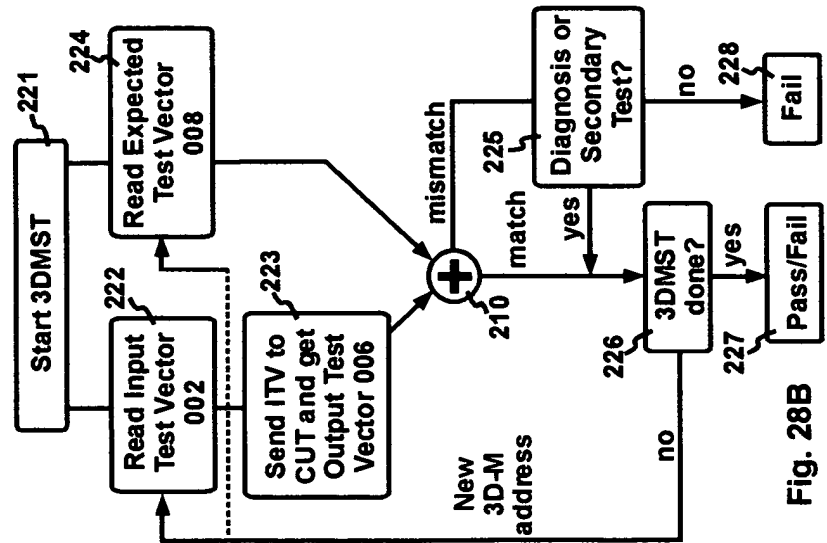 221
Start 3DMST
222
224
Read Input
Test Vector
002
Read Expected
Test Vector
008
223
Send ITV to
CUT and get
Output Test
Vector 006
210
mismatch
match
225
Diagnosis or
Secondary
Test?
yes
no
228
Fail
226
3DMST
done?
yes
227
Pass/Fail
no
New
3D-M
address
Fig. 28B